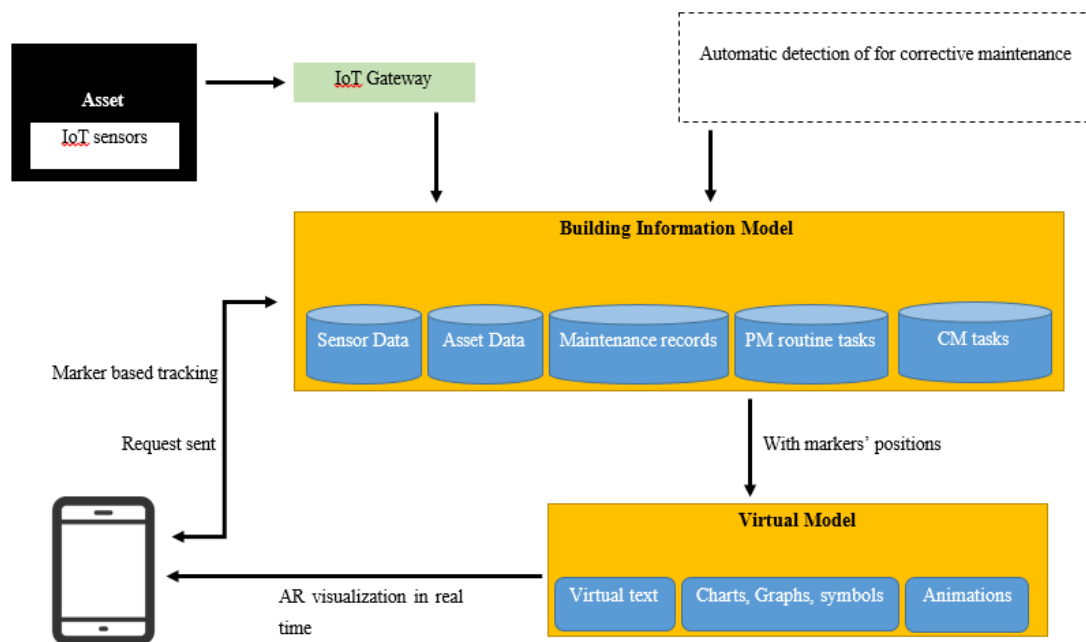 Asset
IoT sensors
IoT Gateway
Automatic detection of for corrective maintenance
Building Information Model
Sensor Data
Asset Data
Maintenance records
PM routine tasks
CM tasks
Marker based tracking
Request sent
With markers’ positions
Virtual Model
Virtual text
Charts, Graphs, symbols
Animations
AR visualization in real
time